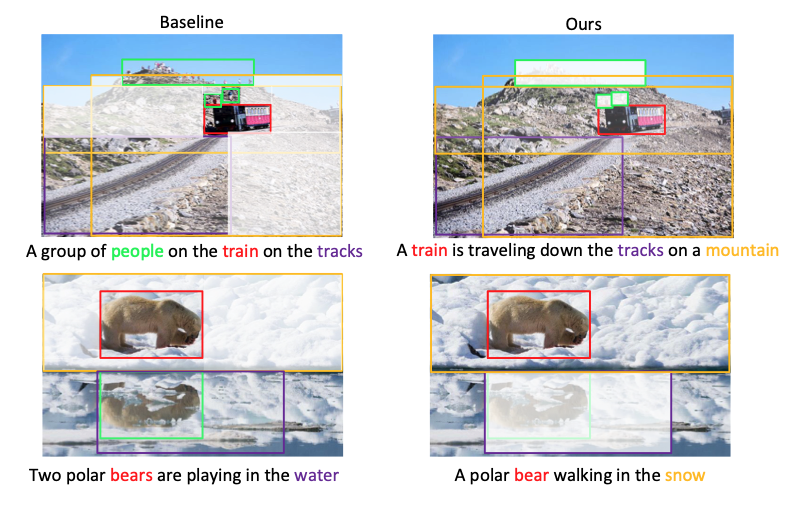 Baseline
Ours
A group of people on the train on the tracks
A train is traveling down the tracks on a mountain
Two polar bears are playing in the water
A polar bear walking in the snow